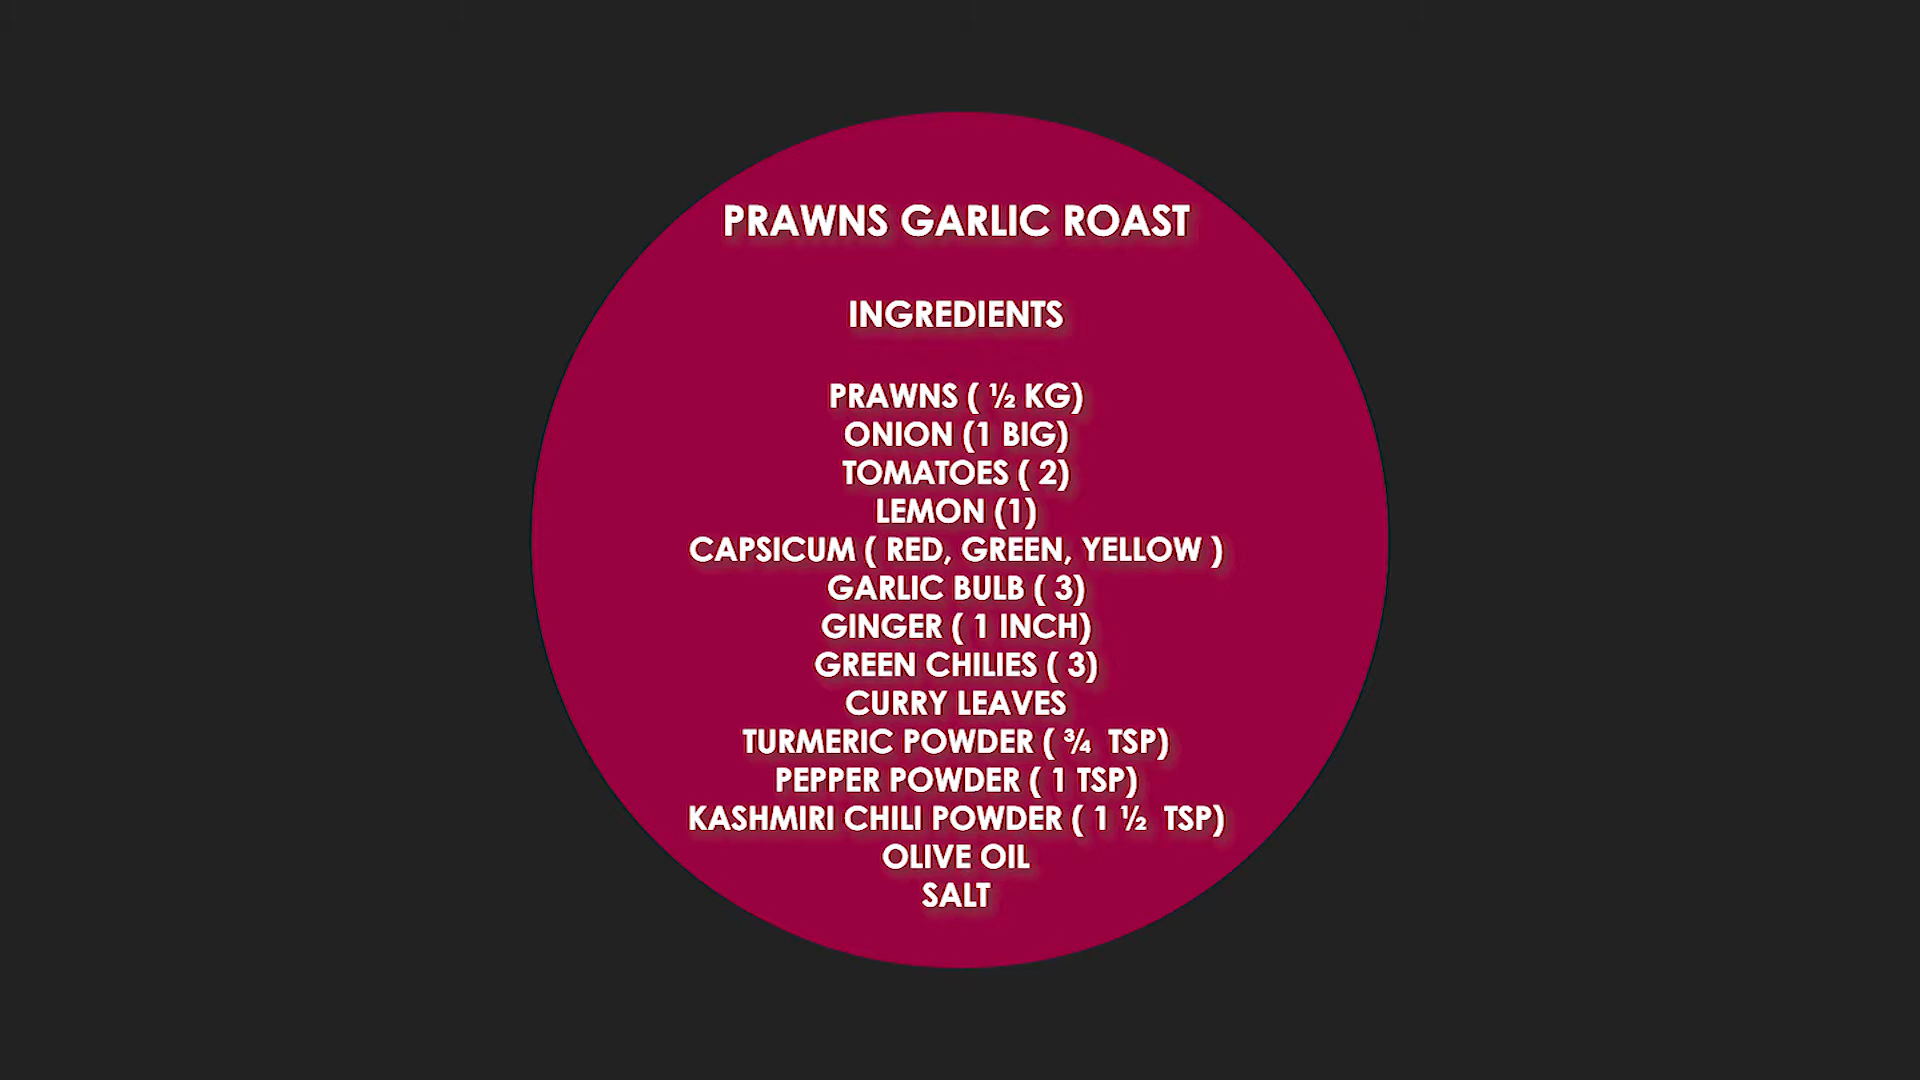 PRAWNS GARLIC ROAST
INGREDIENTS
PRAWNS ( ½ KG)
ONION (1 BIG)
TOMATOES ( 2)
LEMON (1)
CAPSICUM ( RED, GREEN, YELLOW )
GARLIC BULB ( 3)
GINGER ( 1 INCH)
GREEN CHILIES ( 3)
CURRY LEAVES
TURMERIC POWDER ( ¾  TSP)
PEPPER POWDER ( 1 TSP)
KASHMIRI CHILI POWDER ( 1 ½  TSP)
OLIVE OIL
SALT